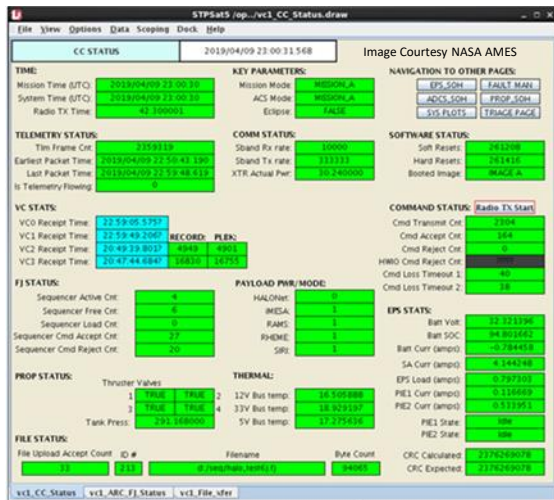 STPSat5 /op.../vc1_CC_Status.draw
File View Options Data Scoping Dock Help
CC STATUS 2019/04/09 23:00:31.568 Image Courtesy NASA AMES
TIME: KEY PARAMETERS: NAVIGATION TO OTHER PAGES:
Mission Time (UTC): 2019/04/09 23:00:30 Mission Mode: MISSION_A EPS_SOH FAULT MAN
System Time (UTC): 2019/04/09 23:00:30 ACS Mode: MISSION_A ADCS_SOH PROP_SOH
Radio TX Time: 42.300001 Eclipse: FALSE SYS PLOTS TRIAGE PAGE
TELEMETRY STATUS: COMM STATUS: SOFTWARE STATUS:
Tlm Frame Cnt: 2359319 Sband Rx rate: 10000 Soft Resets: 261208
Earliest Packet Time: 2019/04/09 22:50:43.190 Sband Tx rate: 333333 Hard Resets: 261416
Last Packet Time: 2019/04/09 22:59:48.619 XTR Actual Pwr: 30.240000 Booted Image: IMAGE A
Is Telemetry Flowing: 0
VC STATS: COMMAND STATUS: Radio TX Start
VC0 Receipt Time: 22:59:05.5757 Cmd Transmit Cnt: 2304
VC1 Receipt Time: 22:59:49.2067 RECORD: PLBK: Cmd Accept Cnt: 164
VC2 Receipt Time: 20:49:39.8017 4949 4901 Cmd Reject Cnt: 0
VC3 Receipt Time: 20:47:44.6847 16830 16755 HWIO Cmd Reject Cnt:
Cmd Loss Timeout 1: 40
Cmd Loss Timeout 2: 38
FJ STATUS: PAYLOAD PWR/MODE:
Sequencer Active Cnt: 4 HALONet: 0
Sequencer Free Cnt: 6 iMESA: 1
Sequencer Load Cnt: 0 RAMS: 1
Sequencer Cmd Accept Cnt: 27 RHEME: 1
Sequencer Cmd Reject Cnt: 20 SIRI: 1
EPS STATS:
Batt Volt: 32.321396
Batt SOC: 94.801662
Batt Curr (amps): -0.784458
SA Curr (amps): 4.144248
PROP STATUS: THERMAL: EPS Load (amps): 0.797303
Thruster Valves PIE1 Curr (amps): 0.116669
1 TRUE TRUE 2 12V Bus temp: 16.505888 PIE2 Curr (amps): 0.533951
3 TRUE TRUE 4 33V Bus temp: 18.929197 PIE1 State: Idle
Tank Press: 291.168000 5V Bus temp: 17.275636 PIE2 State: Idle
FILE STATUS:
File Upload Accept Count ID # Filename Byte Count CRC Calculated: 2376269078
33 213 94065 CRC Expected: 2376269078
vc1_CC_Status vc1_ARC_FJ_Status vc1_File_xfer